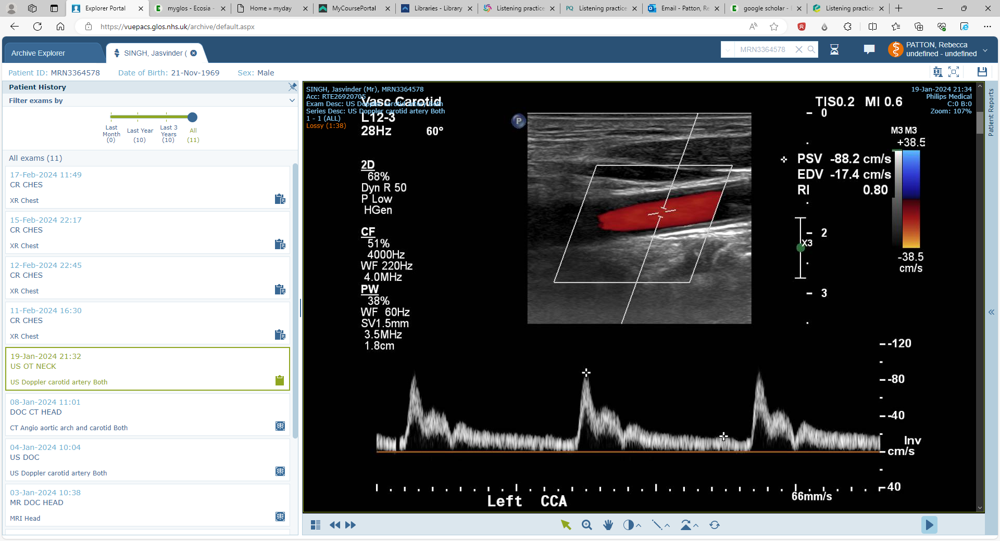 Explorer Portal
myglos - Ecosia -
Home » myday
MyCoursePortal
Libraries - Library
Listening practice
PQ Listening practice
Email - Patton, Re
google scholar - E
Listening practice
https://vuepacs.glos.nhs.uk/archive/default.aspx
Archive Explorer
SINGH, Jasvinder (
MRN3364578
PATTON, Rebecca
undefined - undefined
Patient ID: MRN3364578 Date of Birth: 21-Nov-1969 Sex: Male
Patient History
Filter exams by
Last Month (0)
Last Year (10)
Last 3 Years (10)
All (11)
All exams (11)
17-Feb-2024 11:49
CR CHES
XR Chest
15-Feb-2024 22:17
CR CHES
XR Chest
12-Feb-2024 22:45
CR CHES
XR Chest
11-Feb-2024 16:30
CR CHES
XR Chest
19-Jan-2024 21:32
US OT NECK
US Doppler carotid artery Both
08-Jan-2024 11:01
DOC CT HEAD
CT Angio aortic arch and carotid Both
04-Jan-2024 10:04
US DOC
US Doppler carotid artery Both
03-Jan-2024 10:38
MR DOC HEAD
MRI Head
SINGH, Jasvinder (Mr), MRN3364578
Acc: RTE26920705
Vasc Carotid
Exam Desc: US Doppler carotid artery Both
Series Desc: US Doppler carotid artery Both
1 - 1 (ALL)
Lossy (1:38)
L12-3
28Hz 60°
2D
68%
Dyn R 50
P Low
HGen
CF
51%
4000Hz
WF 220Hz
4.0MHz
PW
38%
WF 60Hz
SV1.5mm
3.5MHz
1.8cm
P
19-Jan-2024 21:34
Philips Medical
C:0 B:0
Zoom: 107%
TIS0.2 MI 0.6
0
M3 M3
+38.5
PSV -88.2 cm/s
EDV -17.4 cm/s
RI 0.80
2
X3
-38.5
cm/s
3
-120
-80
-40
Inv
cm/s
40
66mm/s
Left CCA
Patient Reports